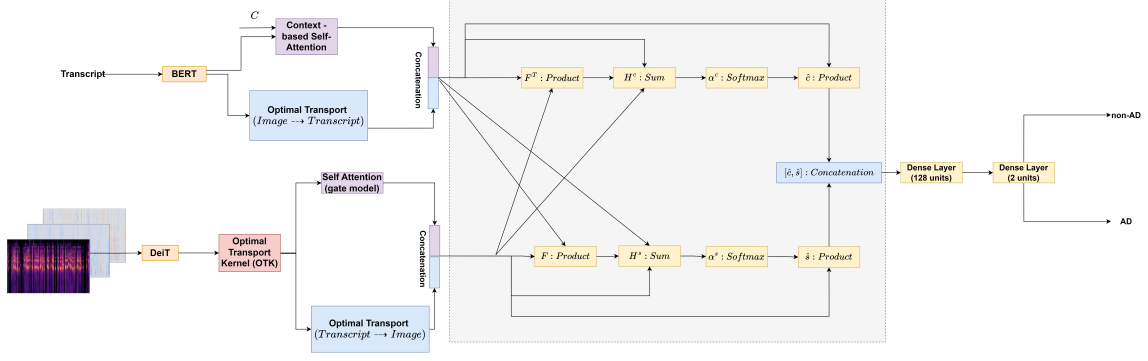 C
Context -
based Self-
Attention
Transcript
BERT
Concatenation
Optimal Transport
(Image ⇢ Transcript)
F^T : Product
H^c : Sum
α^c : Softmax
ĉ : Product
non-AD
[ĉ, ŝ] : Concatenation
Dense Layer
(128 units)
Dense Layer
(2 units)
AD
Self Attention
(gate model)
DeiT
Optimal
Transport
Kernel (OTK)
Concatenation
F : Product
H^s : Sum
α^s : Softmax
ŝ : Product
Optimal Transport
(Transcript ⇢ Image)